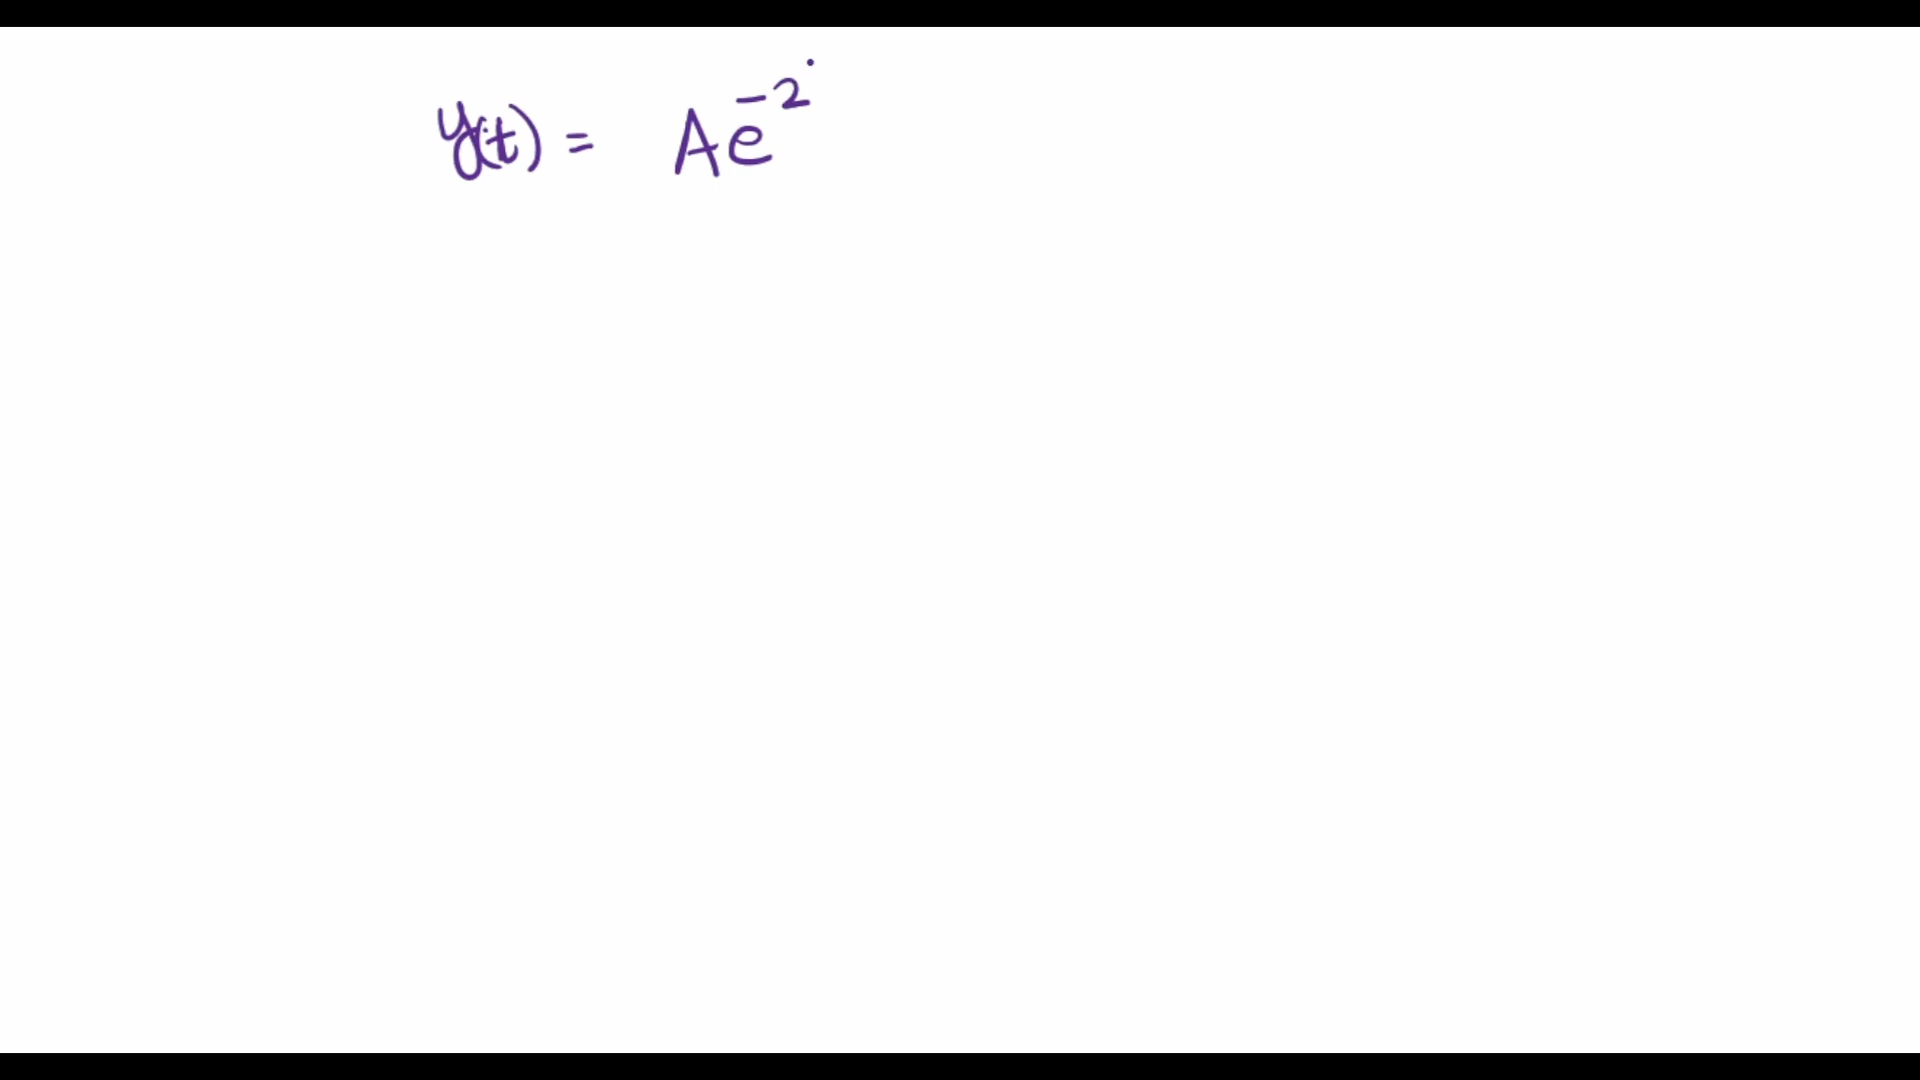 y(t) = Ae^-2